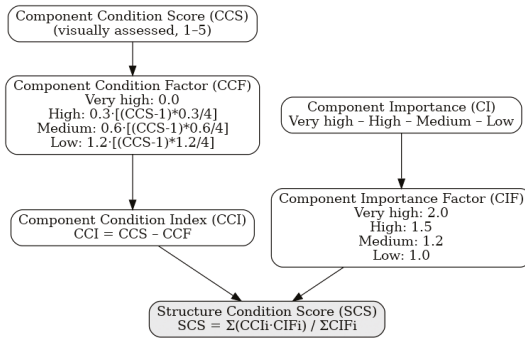 Component Condition Score (CCS)
(visually assessed, 1–5)
Component Condition Factor (CCF)
Very high: 0.0
High: 0.3·[(CCS-1)*0.3/4]
Medium: 0.6·[(CCS-1)*0.6/4]
Low: 1.2·[(CCS-1)*1.2/4]
Component Importance (CI)
Very high – High – Medium – Low
Component Condition Index (CCI)
CCI = CCS – CCF
Component Importance Factor (CIF)
Very high: 2.0
High: 1.5
Medium: 1.2
Low: 1.0
Structure Condition Score (SCS)
SCS = Σ(CCIi·CIFi) / ΣCIFi